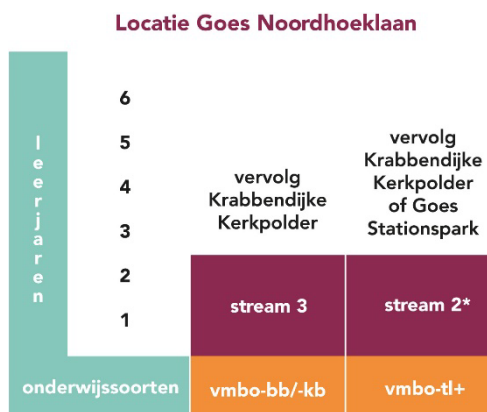 Locatie Goes Noordhoeklaan
leerjaren
6
5
4
3
2
1
vervolg
Krabbendijke
Kerkpolder
vervolg
Krabbendijke
Kerkpolder
of Goes
Stationspark
stream 3
stream 2*
onderwijssoorten
vmbo-bb/-kb
vmbo-tl+